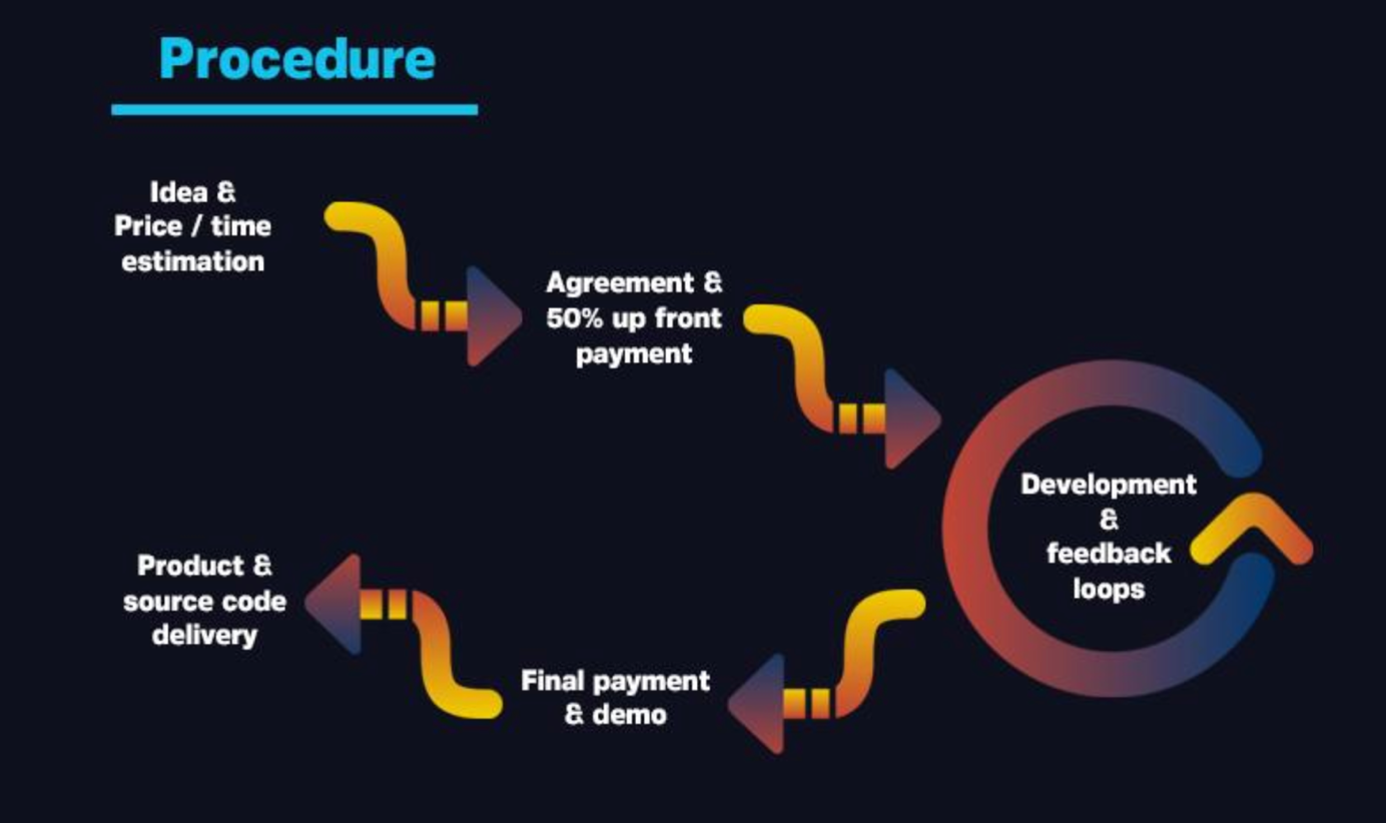 Procedure
Idea &
Price / time
estimation
Agreement &
50% up front
payment
Development
&
feedback
loops
Final payment
& demo
Product &
source code
delivery